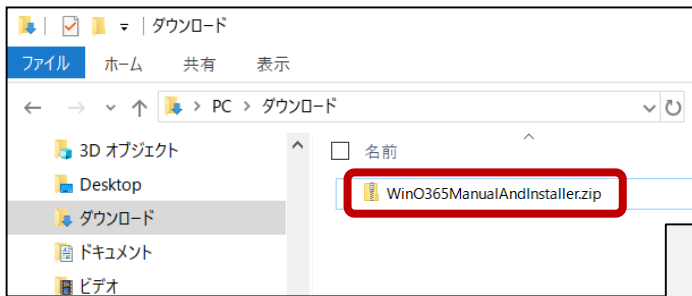 ダウンロード
ファイル ホーム 共有 表示
PC > ダウンロード
3D オブジェクト
名前
Desktop
WinO365ManualAndInstaller.zip
ダウンロード
ドキュメント
ビデオ